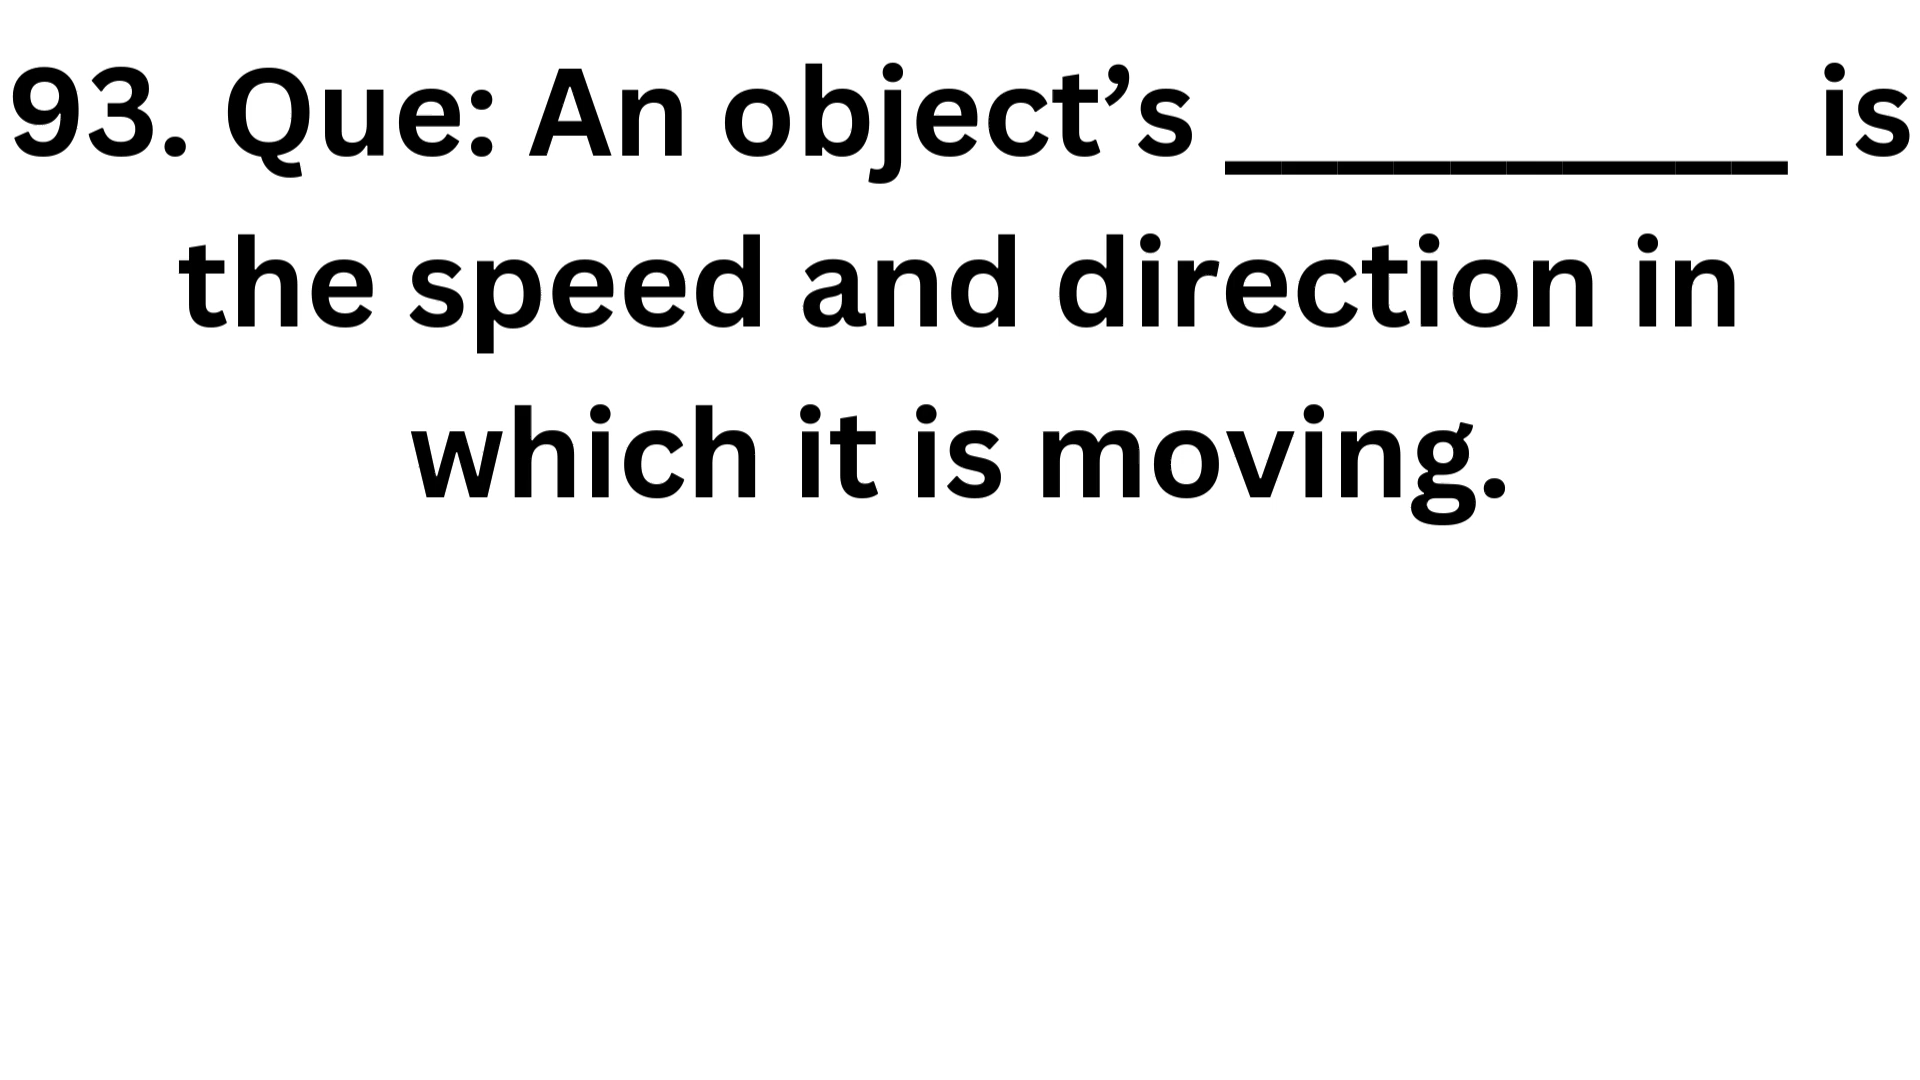 93. Que: An object’s __________ is
the speed and direction in
which it is moving.